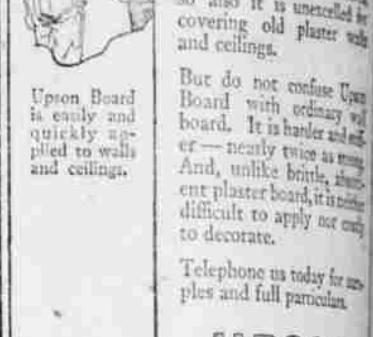 Upson Board
is easily and
quickly ap-
plied to walls
and ceilings.
so also it is unexcelled for
covering old plaster walls
and ceilings.
But do not confuse Upson
Board with ordinary wall
board. It is harder and stiff-
er — nearly twice as strong.
And, unlike brittle,
ent plaster board, it is neither
difficult to apply nor costly
to decorate.
Telephone us today for sam-
ples and full particulars.